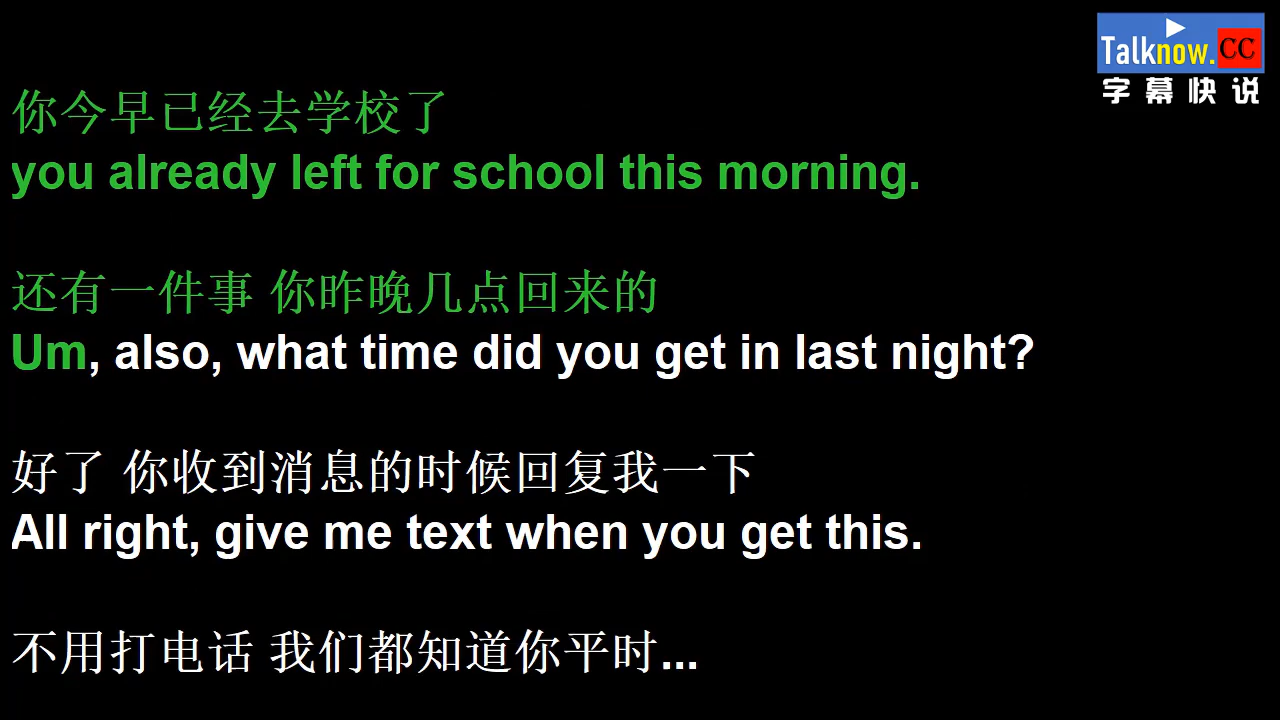 Talknow.CC
字幕快说
你今早已经去学校了
you already left for school this morning.
还有一件事 你昨晚几点回来的
Um, also, what time did you get in last night?
好了 你收到消息的时候回复我一下
All right, give me text when you get this.
不用打电话 我们都知道你平时...